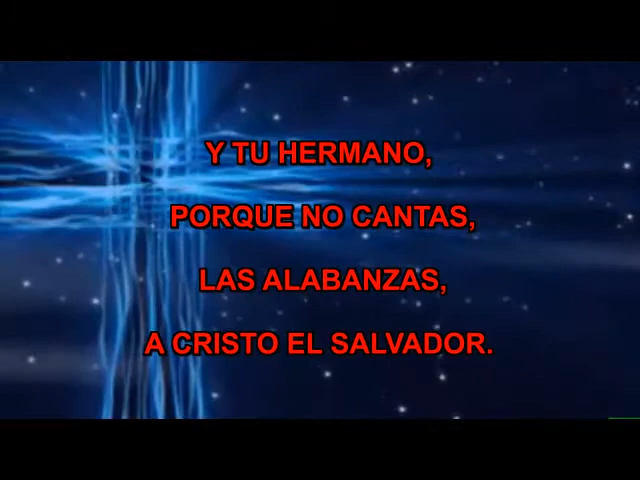 Y TU HERMANO,
PORQUE NO CANTAS,
LAS ALABANZAS,
A CRISTO EL SALVADOR.